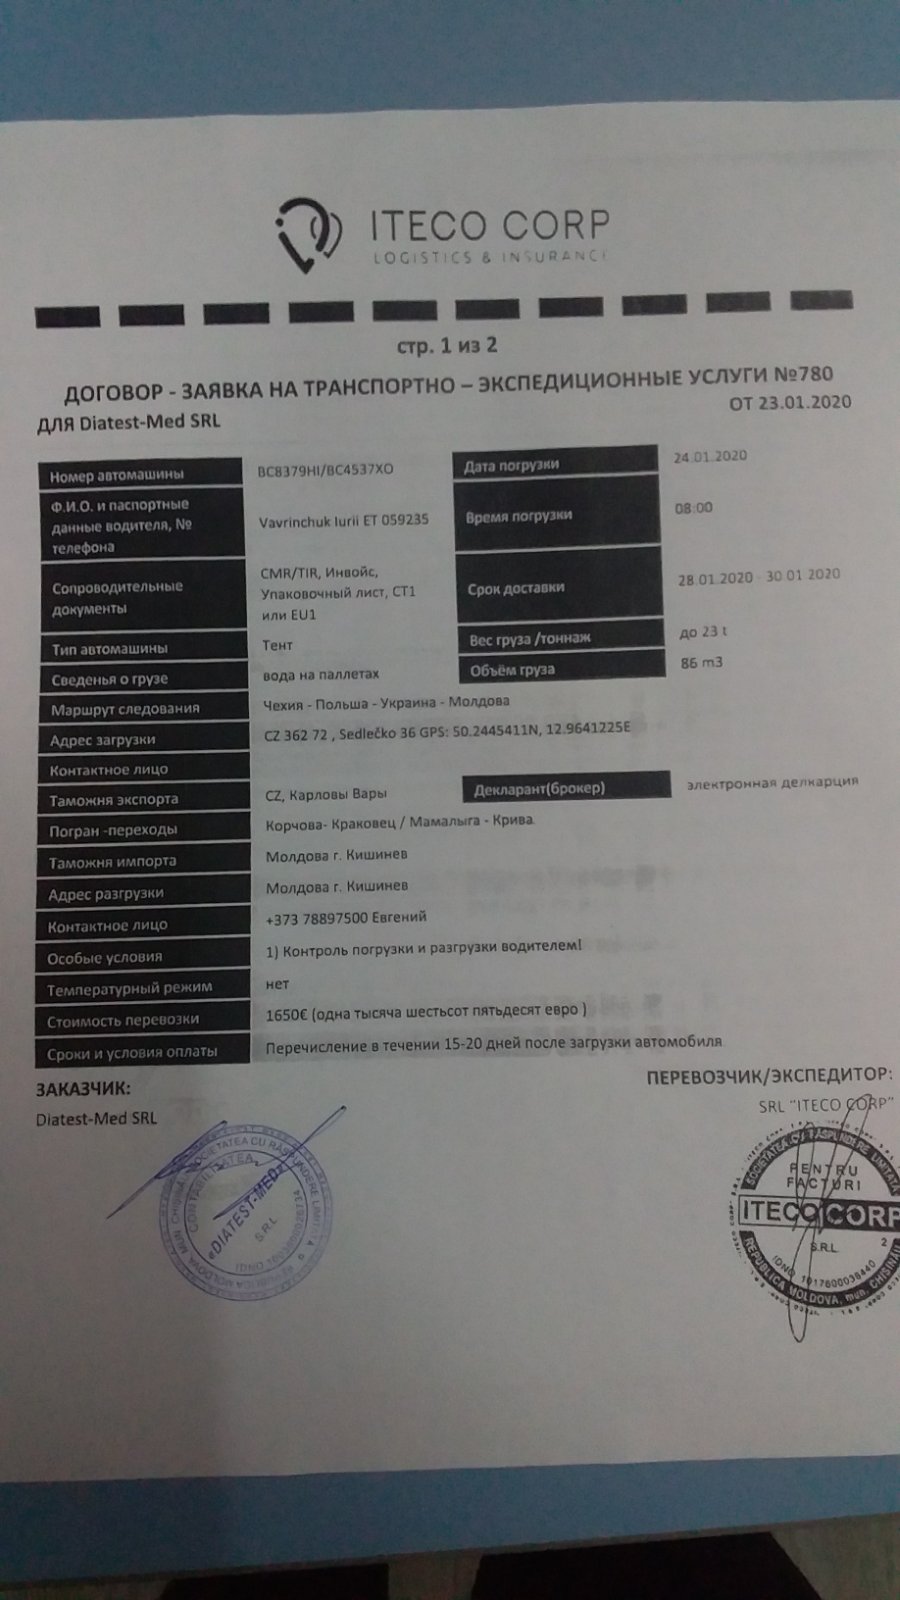 ITECO CORP
LOGISTICS & INSURANCE
стр. 1 из 2
ДОГОВОР - ЗАЯВКА НА ТРАНСПОРТНО – ЭКСПЕДИЦИОННЫЕ УСЛУГИ №780
ДЛЯ Diatest-Med SRL
ОТ 23.01.2020
Номер автомашины BC8379HI/BC4537XO Дата погрузки 24.01.2020
Ф.И.О. и паспортные
данные водителя, №
телефона
Vavrinchuk Iurii ET 059235 Время погрузки 08:00
Сопроводительные
документы
CMR/TIR, Инвойс,
Упаковочный лист, СТ1
или EU1
Срок доставки 28.01.2020 - 30 01 2020
Тип автомашины Тент Вес груза /тоннаж до 23 t
Сведенья о грузе вода на паллетах Объём груза 86 m3
Маршрут следования Чехия - Польша - Украина - Молдова
Адрес загрузки CZ 362 72 , Sedlečko 36 GPS: 50.2445411N, 12.9641225E
Контактное лицо
Таможня экспорта CZ, Карловы Вары Декларант(брокер) электронная делкарция
Погран -переходы Корчова- Краковец / Мамалыга - Крива
Таможня импорта Молдова г. Кишинев
Адрес разгрузки Молдова г. Кишинев
Контактное лицо +373 78897500 Евгений
Особые условия 1) Контроль погрузки и разгрузки водителем!
Температурный режим нет
Стоимость перевозки 1650€ (одна тысяча шестьсот пятьдесят евро )
Сроки и условия оплаты Перечисление в течении 15-20 дней после загрузки автомобиля
ЗАКАЗЧИК:
Diatest-Med SRL
ПЕРЕВОЗЧИК/ЭКСПЕДИТОР:
SRL "ITECO CORP"
SOCIETATEA CU RĂSPUNDERE LIMITATĂ
CONTABILITATEA
«DIATEST-MED»
S.R.L.
REPUBLICA MOLDOVA MUN. CHIŞINĂU
SOCIETATEA CU RĂSPUNDERE LIMITATĂ
PENTRU
FACTURI
ITECO CORP
S.R.L.
2
IDNO 1017600038440
REPUBLICA MOLDOVA, mun. CHIŞINĂU